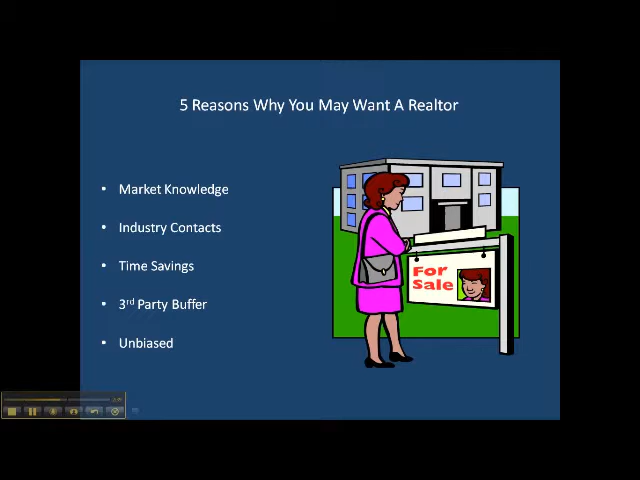 5 Reasons Why You May Want A Realtor
• Market Knowledge
• Industry Contacts
• Time Savings
• 3rd Party Buffer
• Unbiased
For
Sale